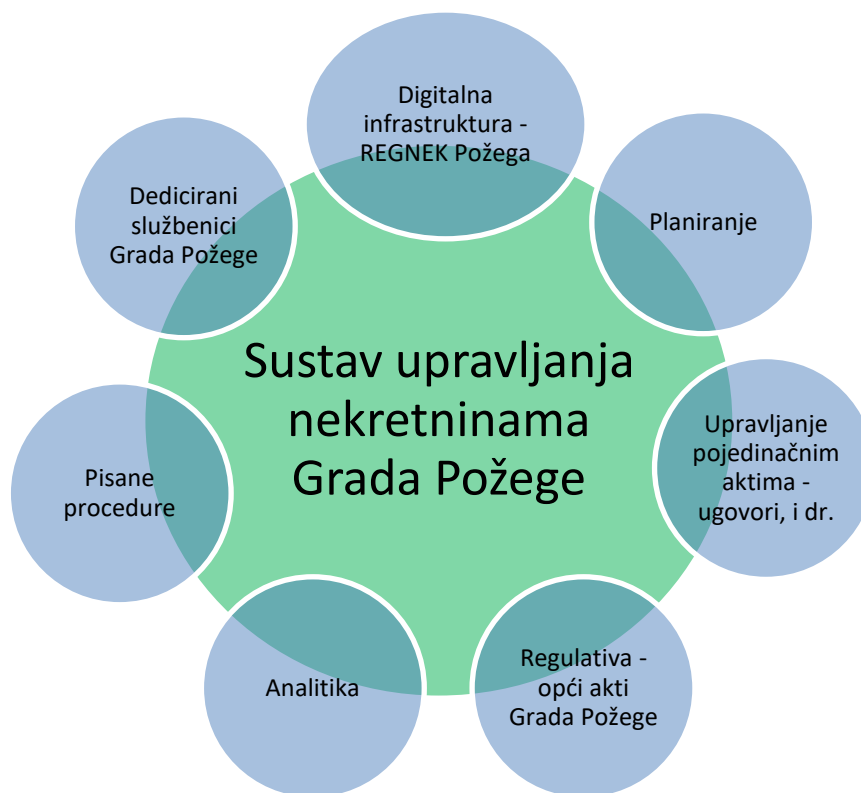 Digitalna
infrastruktura -
REGNEK Požega
Planiranje
Upravljanje
pojedinačnim
aktima -
ugovori, i dr.
Regulativa -
opći akti
Grada Požege
Analitika
Pisane
procedure
Dedicirani
službenici
Grada Požege
Sustav upravljanja
nekretninama
Grada Požege